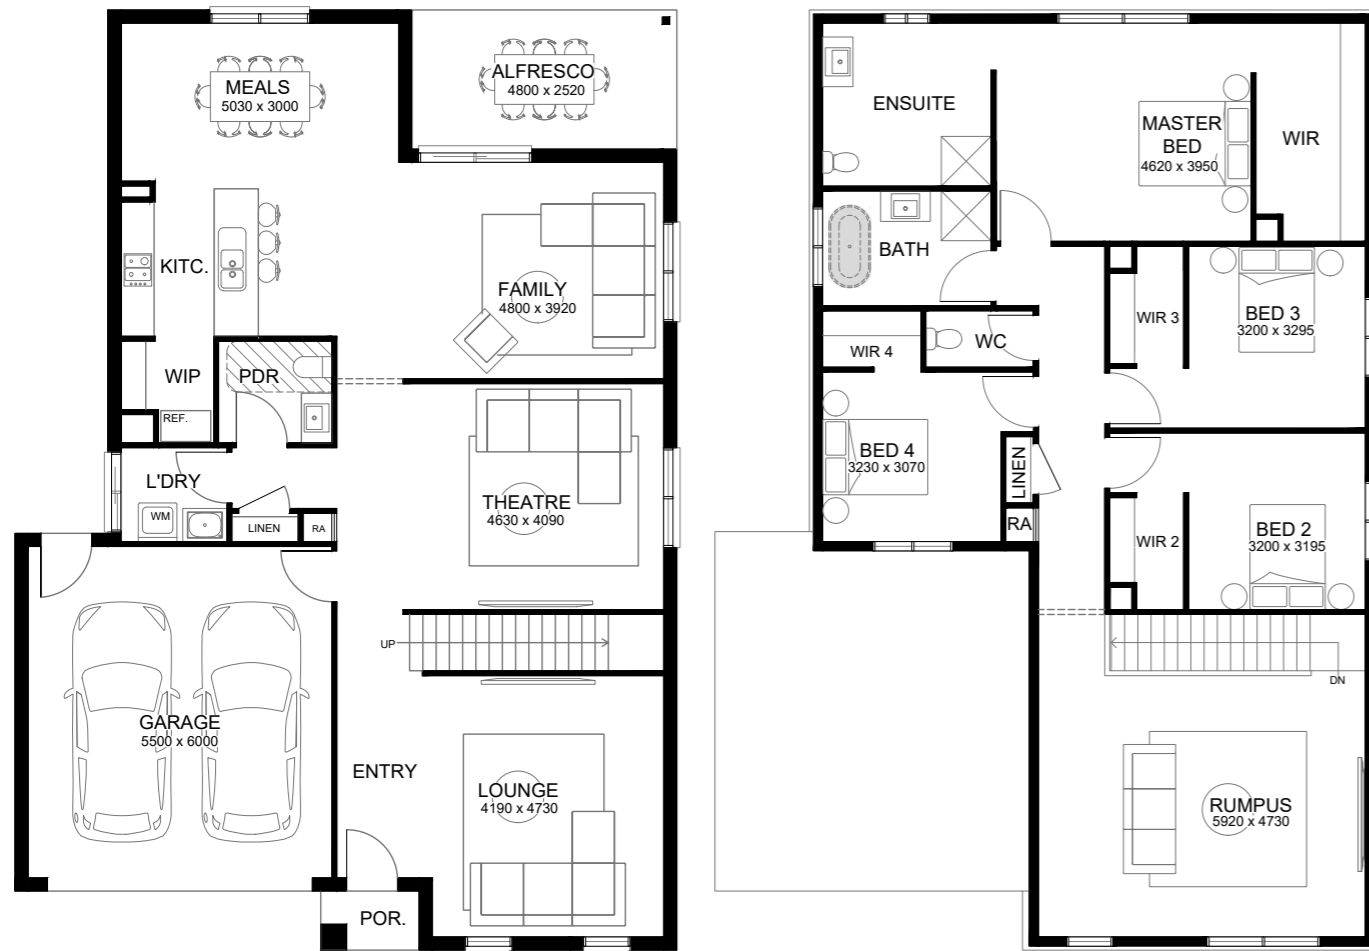 MEALS
5030 x 3000
ALFRESCO
4800 x 2520
KITC.
FAMILY
4800 x 3920
WIP
PDR
REF.
L'DRY
WM
LINEN
RA
THEATRE
4630 x 4090
UP
GARAGE
5500 x 6000
ENTRY
LOUNGE
4190 x 4730
POR.
ENSUITE
MASTER
BED
4620 x 3950
WIR
BATH
WIR 3
BED 3
3200 x 3295
WIR 4
WC
BED 4
3230 x 3070
LINEN
RA
WIR 2
BED 2
3200 x 3195
DN
RUMPUS
5920 x 4730